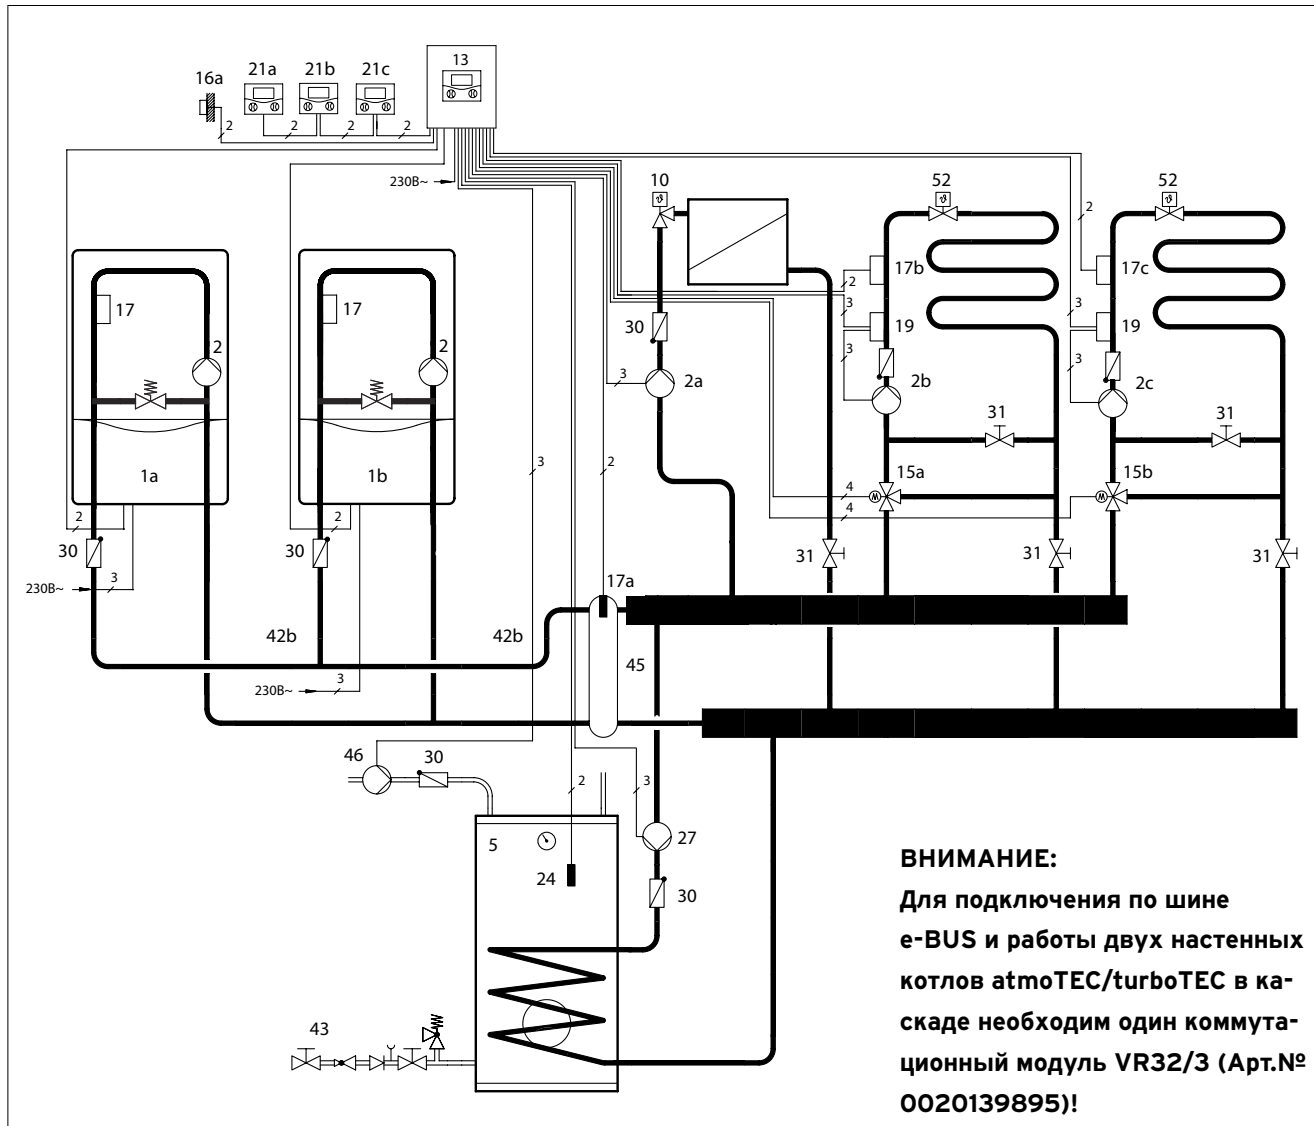 13
21a 21b 21c
16a
2 2 2 2
230В~
10 52 52
2
17b 17c
2
17 17 3 3
30 19 19
2 2 3 3
3 2a 2b 2c
31 31
1a 1b 3 2 15a 15b
4
2 2 4
30 30 31 31 31
230В~ 3 17a
42b 42b 45
230В~ 3
46 30
2 3
5 27
24 30
43
ВНИМАНИЕ:
Для подключения по шине
e-BUS и работы двух настенных
котлов atmoTEC/turboTEC в ка-
скаде необходим один коммута-
ционный модуль VR32/3 (Арт.№
0020139895)!